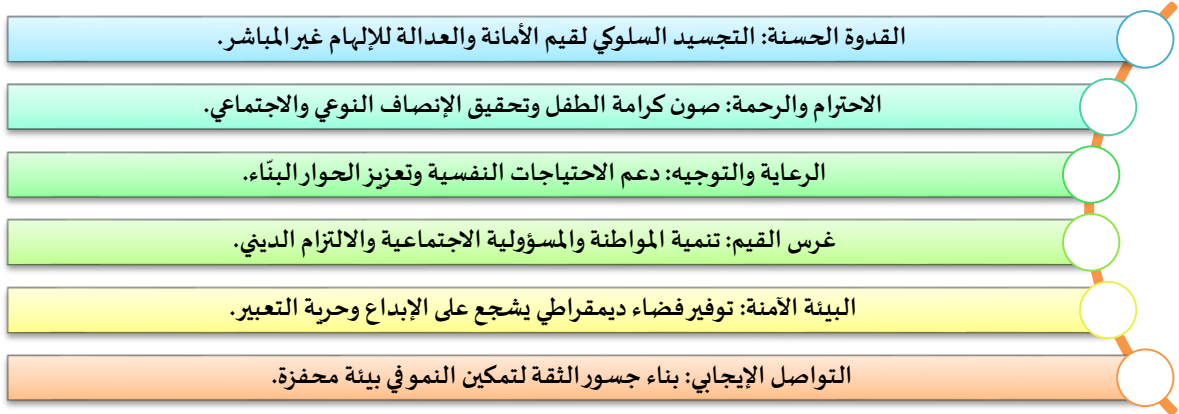 القدوة الحسنة: التجسيد السلوكي لقيم الأمانة والعدالة للإلهام غير المباشر.
الاحترام والرحمة: صون كرامة الطفل وتحقيق الإنصاف النوعي والاجتماعي.
الرعاية والتوجيه: دعم الاحتياجات النفسية وتعزيز الحوار البنّاء.
غرس القيم: تنمية المواطنة والمسؤولية الاجتماعية والالتزام الديني.
البيئة الآمنة: توفير فضاء ديمقراطي يشجع على الإبداع وحرية التعبير.
التواصل الإيجابي: بناء جسور الثقة لتمكين النمو في بيئة محفزة.